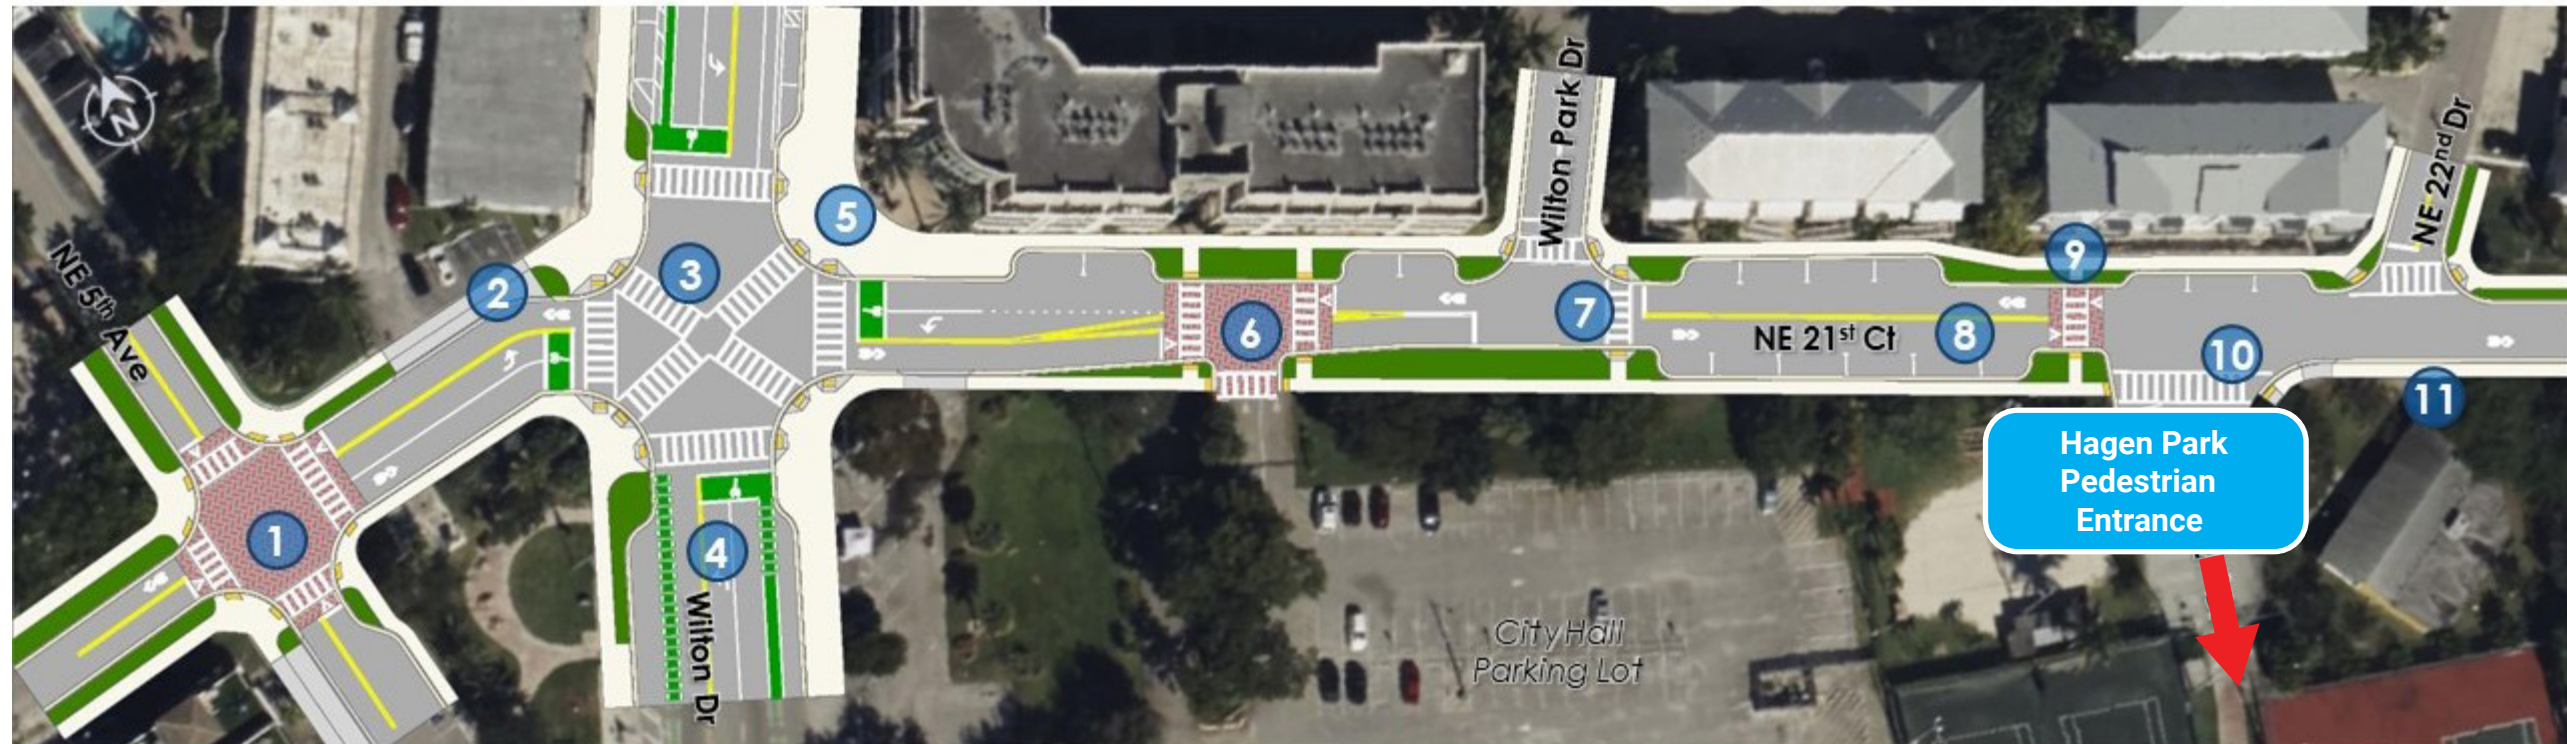 N
NE 5th Ave
1
2
3
4
5
6
7
8
9
10
11
Wilton Dr
Wilton Park Dr
NE 21st Ct
NE 22nd Dr
City Hall
Parking Lot
Hagen Park
Pedestrian
Entrance